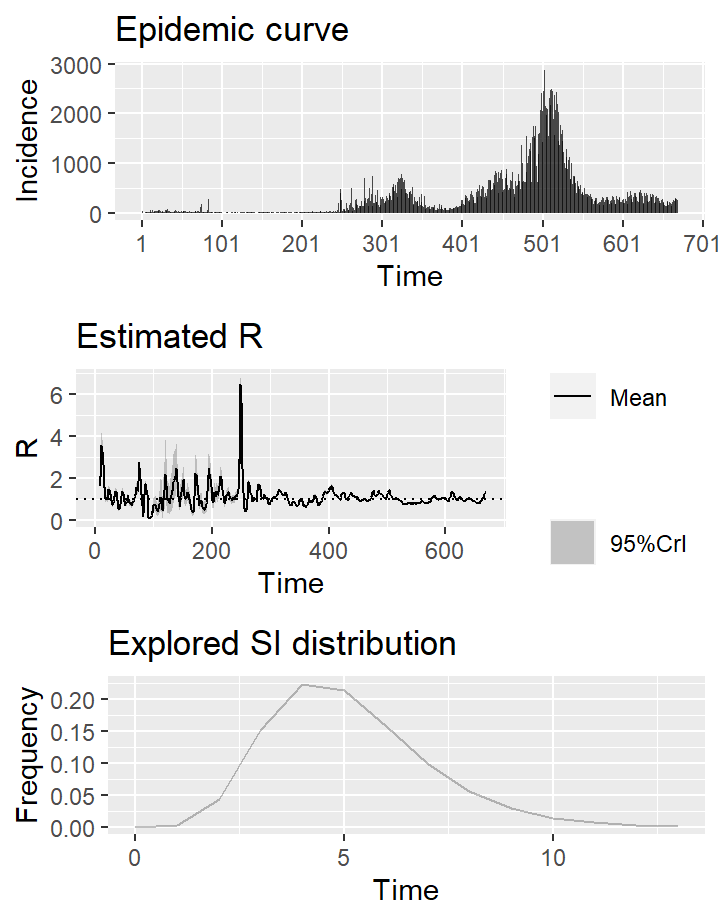 Epidemic curve
3000
2000
1000
0
Incidence
1 101 201 301 401 501 601 701
Time
Estimated R
6
4
2
0
R
0 200 400 600
Time
Mean
95%CrI
Explored SI distribution
0.20
0.15
0.10
0.05
0.00
Frequency
0 5 10
Time